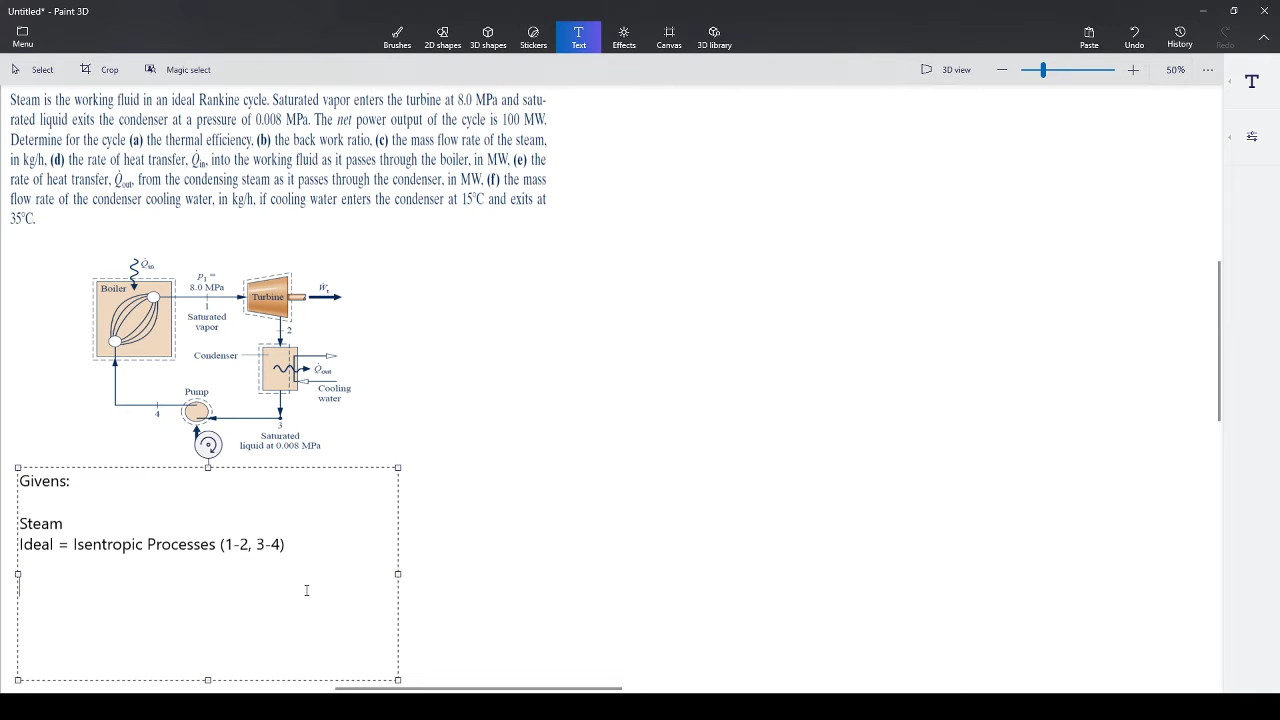 Untitled* - Paint 3D
Menu
Brushes
2D shapes
3D shapes
Stickers
Text
Effects
Canvas
3D library
Paste
Undo
History
Redo
Select
Crop
Magic select
3D view
50%
T
Steam is the working fluid in an ideal Rankine cycle. Saturated vapor enters the turbine at 8.0 MPa and satu-
rated liquid exits the condenser at a pressure of 0.008 MPa. The net power output of the cycle is 100 MW.
Determine for the cycle (a) the thermal efficiency, (b) the back work ratio, (c) the mass flow rate of the steam,
in kg/h, (d) the rate of heat transfer, Q̇in, into the working fluid as it passes through the boiler, in MW, (e) the
rate of heat transfer, Q̇out, from the condensing steam as it passes through the condenser, in MW, (f) the mass
flow rate of the condenser cooling water, in kg/h, if cooling water enters the condenser at 15°C and exits at
35°C.
Q̇in
Boiler
p1 =
8.0 MPa
1
Saturated
vapor
Turbine
Ẇt
2
Condenser
Q̇out
Cooling
water
Pump
4
3
Saturated
liquid at 0.008 MPa
Givens:
Steam
Ideal = Isentropic Processes (1-2, 3-4)